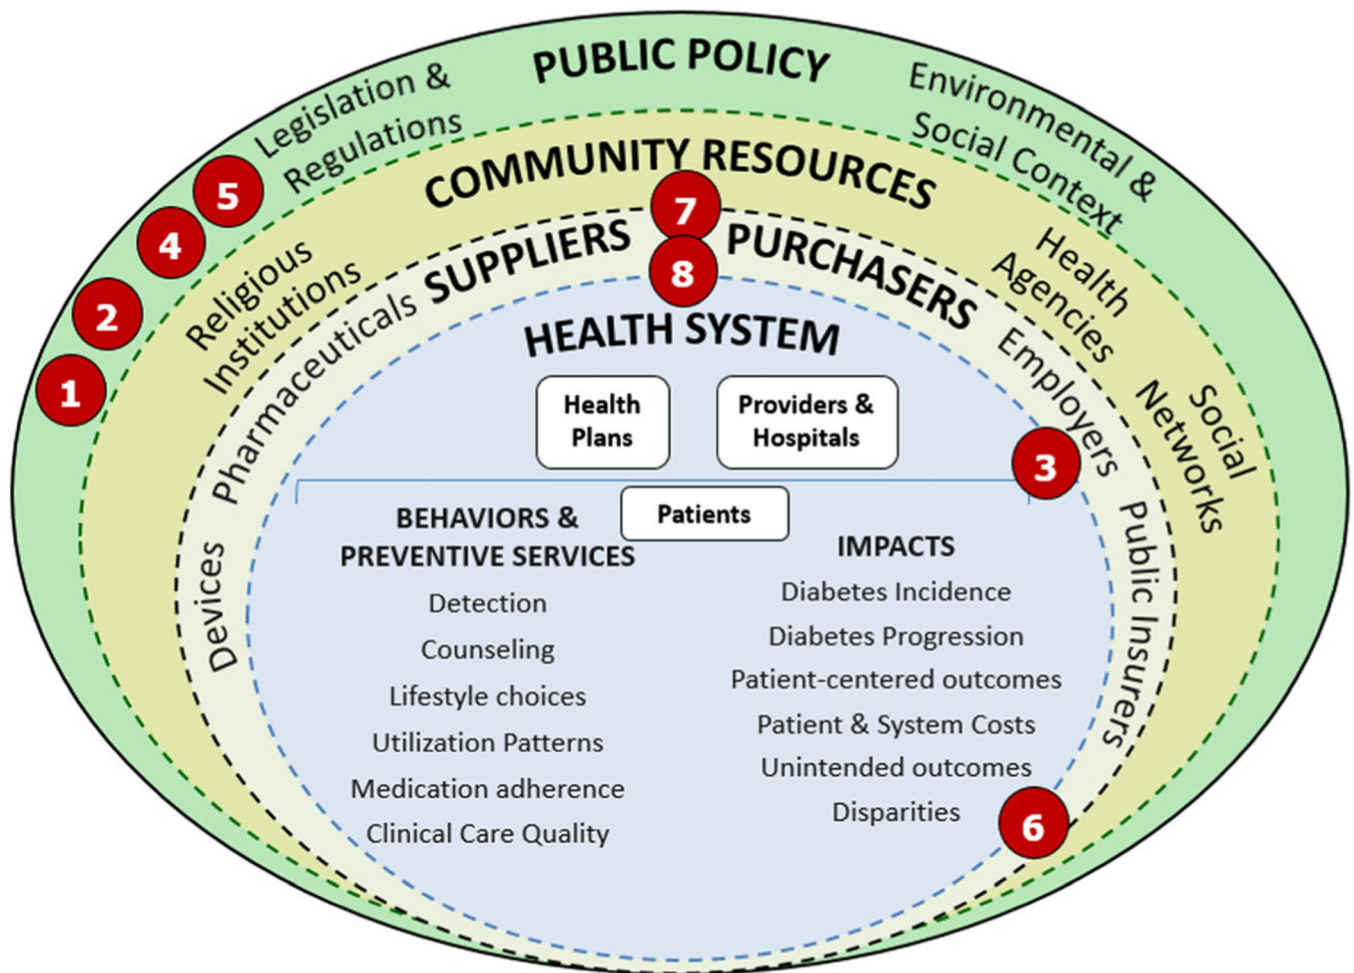 PUBLIC POLICY
Legislation &
Regulations
Environmental &
Social Context
COMMUNITY RESOURCES
Religious
Institutions
Health
Agencies
Social
Networks
SUPPLIERS
PURCHASERS
Pharmaceuticals
Devices
Employers
Public Insurers
5
4
2
1
7
8
3
6
HEALTH SYSTEM
Health
Plans
Providers &
Hospitals
Patients
BEHAVIORS &
PREVENTIVE SERVICES
Detection
Counseling
Lifestyle choices
Utilization Patterns
Medication adherence
Clinical Care Quality
IMPACTS
Diabetes Incidence
Diabetes Progression
Patient-centered outcomes
Patient & System Costs
Unintended outcomes
Disparities